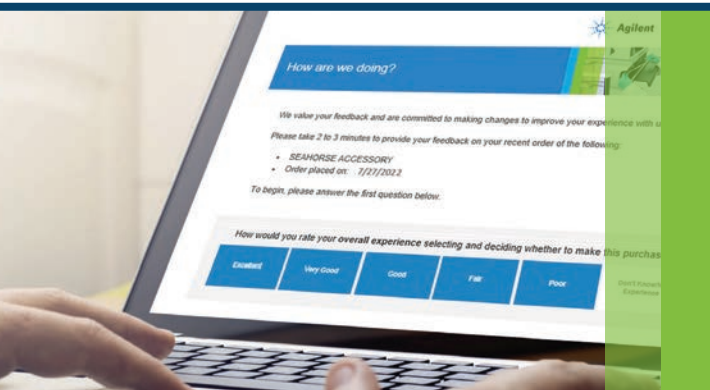 Agilent
How are we doing?
We value your feedback and are committed to making changes to improve your experience with u
Please take 2 to 3 minutes to provide your feedback on your recent order of the following:
• SEAHORSE ACCESSORY
• Order placed on: 7/27/2022
To begin, please answer the first question below.
How would you rate your overall experience selecting and deciding whether to make this purchas
Excellent Very Good Good Fair Poor Don't Know/
Experience